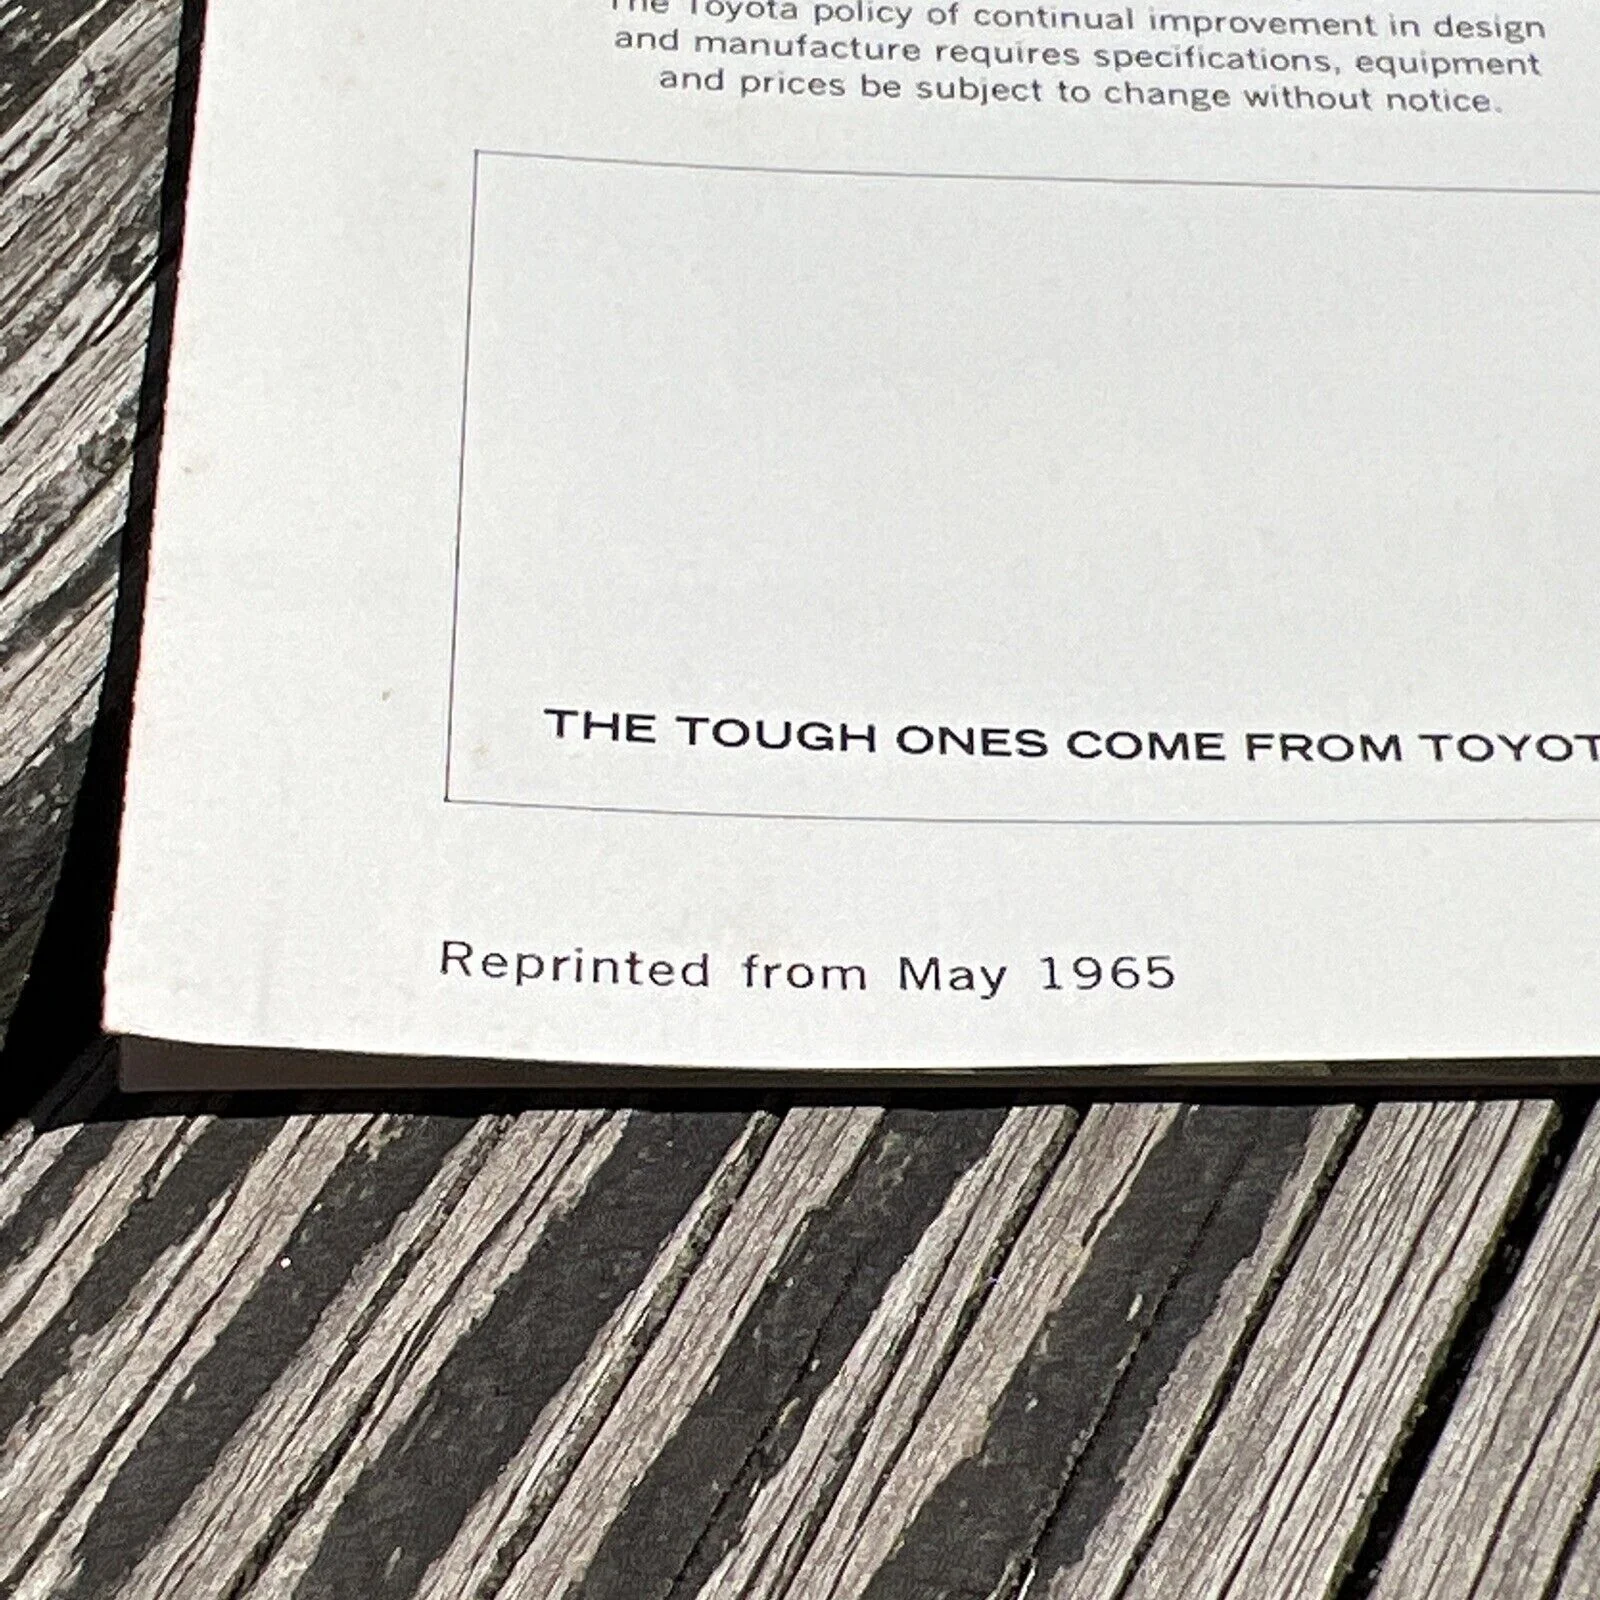 The Toyota policy of continual improvement in design
and manufacture requires specifications, equipment
and prices be subject to change without notice.
THE TOUGH ONES COME FROM TOYOT
Reprinted from May 1965